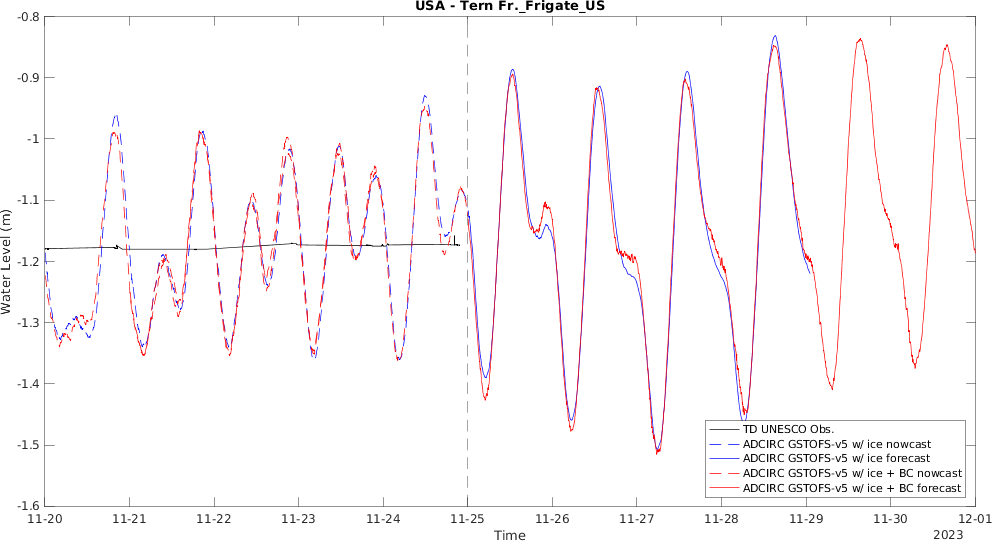 USA - Tern Fr._Frigate_US
Water Level (m)
-0.8
-0.9
-1
-1.1
-1.2
-1.3
-1.4
-1.5
-1.6
TD UNESCO Obs.
ADCIRC GSTOFS-v5 w/ ice nowcast
ADCIRC GSTOFS-v5 w/ ice forecast
ADCIRC GSTOFS-v5 w/ ice + BC nowcast
ADCIRC GSTOFS-v5 w/ ice + BC forecast
11-20 11-21 11-22 11-23 11-24 11-25 11-26 11-27 11-28 11-29 11-30 12-01
Time
2023